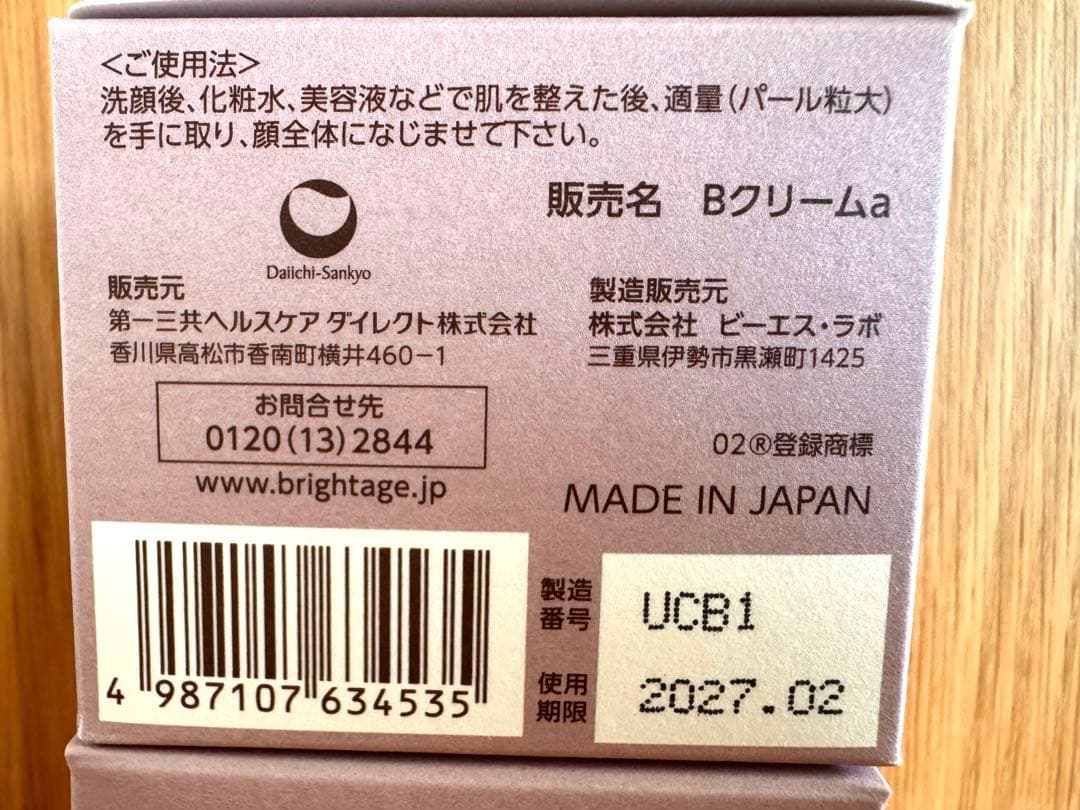 <ご使用法>
洗顔後、化粧水、美容液などで肌を整えた後、適量(パール粒大)
を手に取り、顔全体になじませて下さい。
Daiichi-Sankyo
販売名 Bクリームa
販売元
第一三共ヘルスケア ダイレクト株式会社
香川県高松市香南町横井460-1
製造販売元
株式会社 ビーエス・ラボ
三重県伊勢市黒瀬町1425
お問合せ先
0120(13)2844
www.brightage.jp
02®登録商標
MADE IN JAPAN
4 987107 634535
製造
番号
UCB1
使用
期限
2027.02